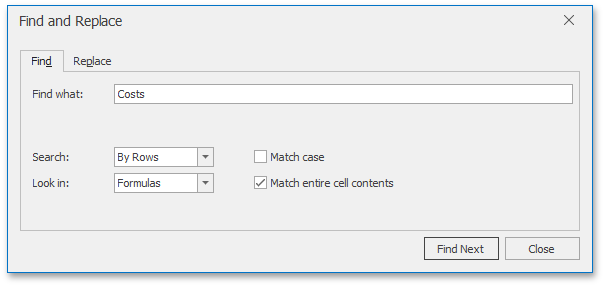 Find and Replace
Find Replace
Find what: Costs
Search: By Rows Match case
Look in: Formulas Match entire cell contents
Find Next Close